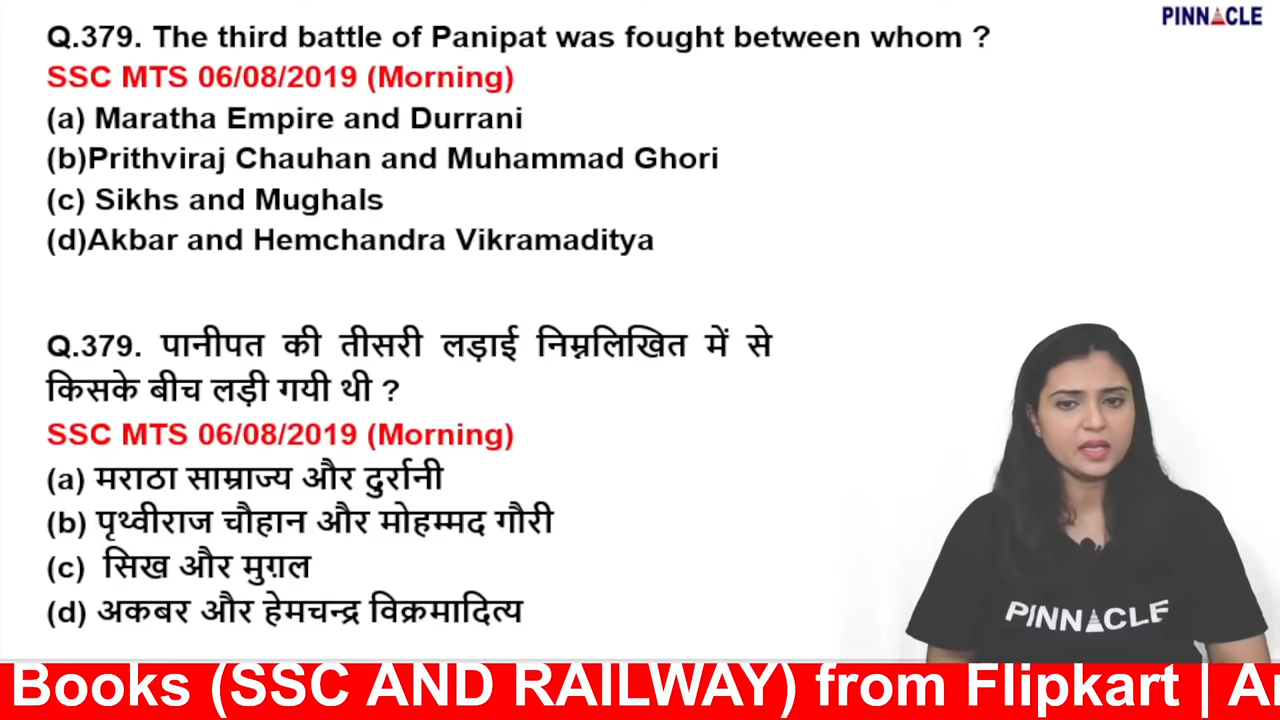 PINNACLE
Q.379. The third battle of Panipat was fought between whom ?
SSC MTS 06/08/2019 (Morning)
(a) Maratha Empire and Durrani
(b)Prithviraj Chauhan and Muhammad Ghori
(c) Sikhs and Mughals
(d)Akbar and Hemchandra Vikramaditya
Q.379. पानीपत की तीसरी लड़ाई निम्नलिखित में से
किसके बीच लड़ी गयी थी ?
SSC MTS 06/08/2019 (Morning)
(a) मराठा साम्राज्य और दुर्रानी
(b) पृथ्वीराज चौहान और मोहम्मद गौरी
(c) सिख और मुग़ल
(d) अकबर और हेमचन्द्र विक्रमादित्य
PINNACLE
Books (SSC AND RAILWAY) from Flipkart |